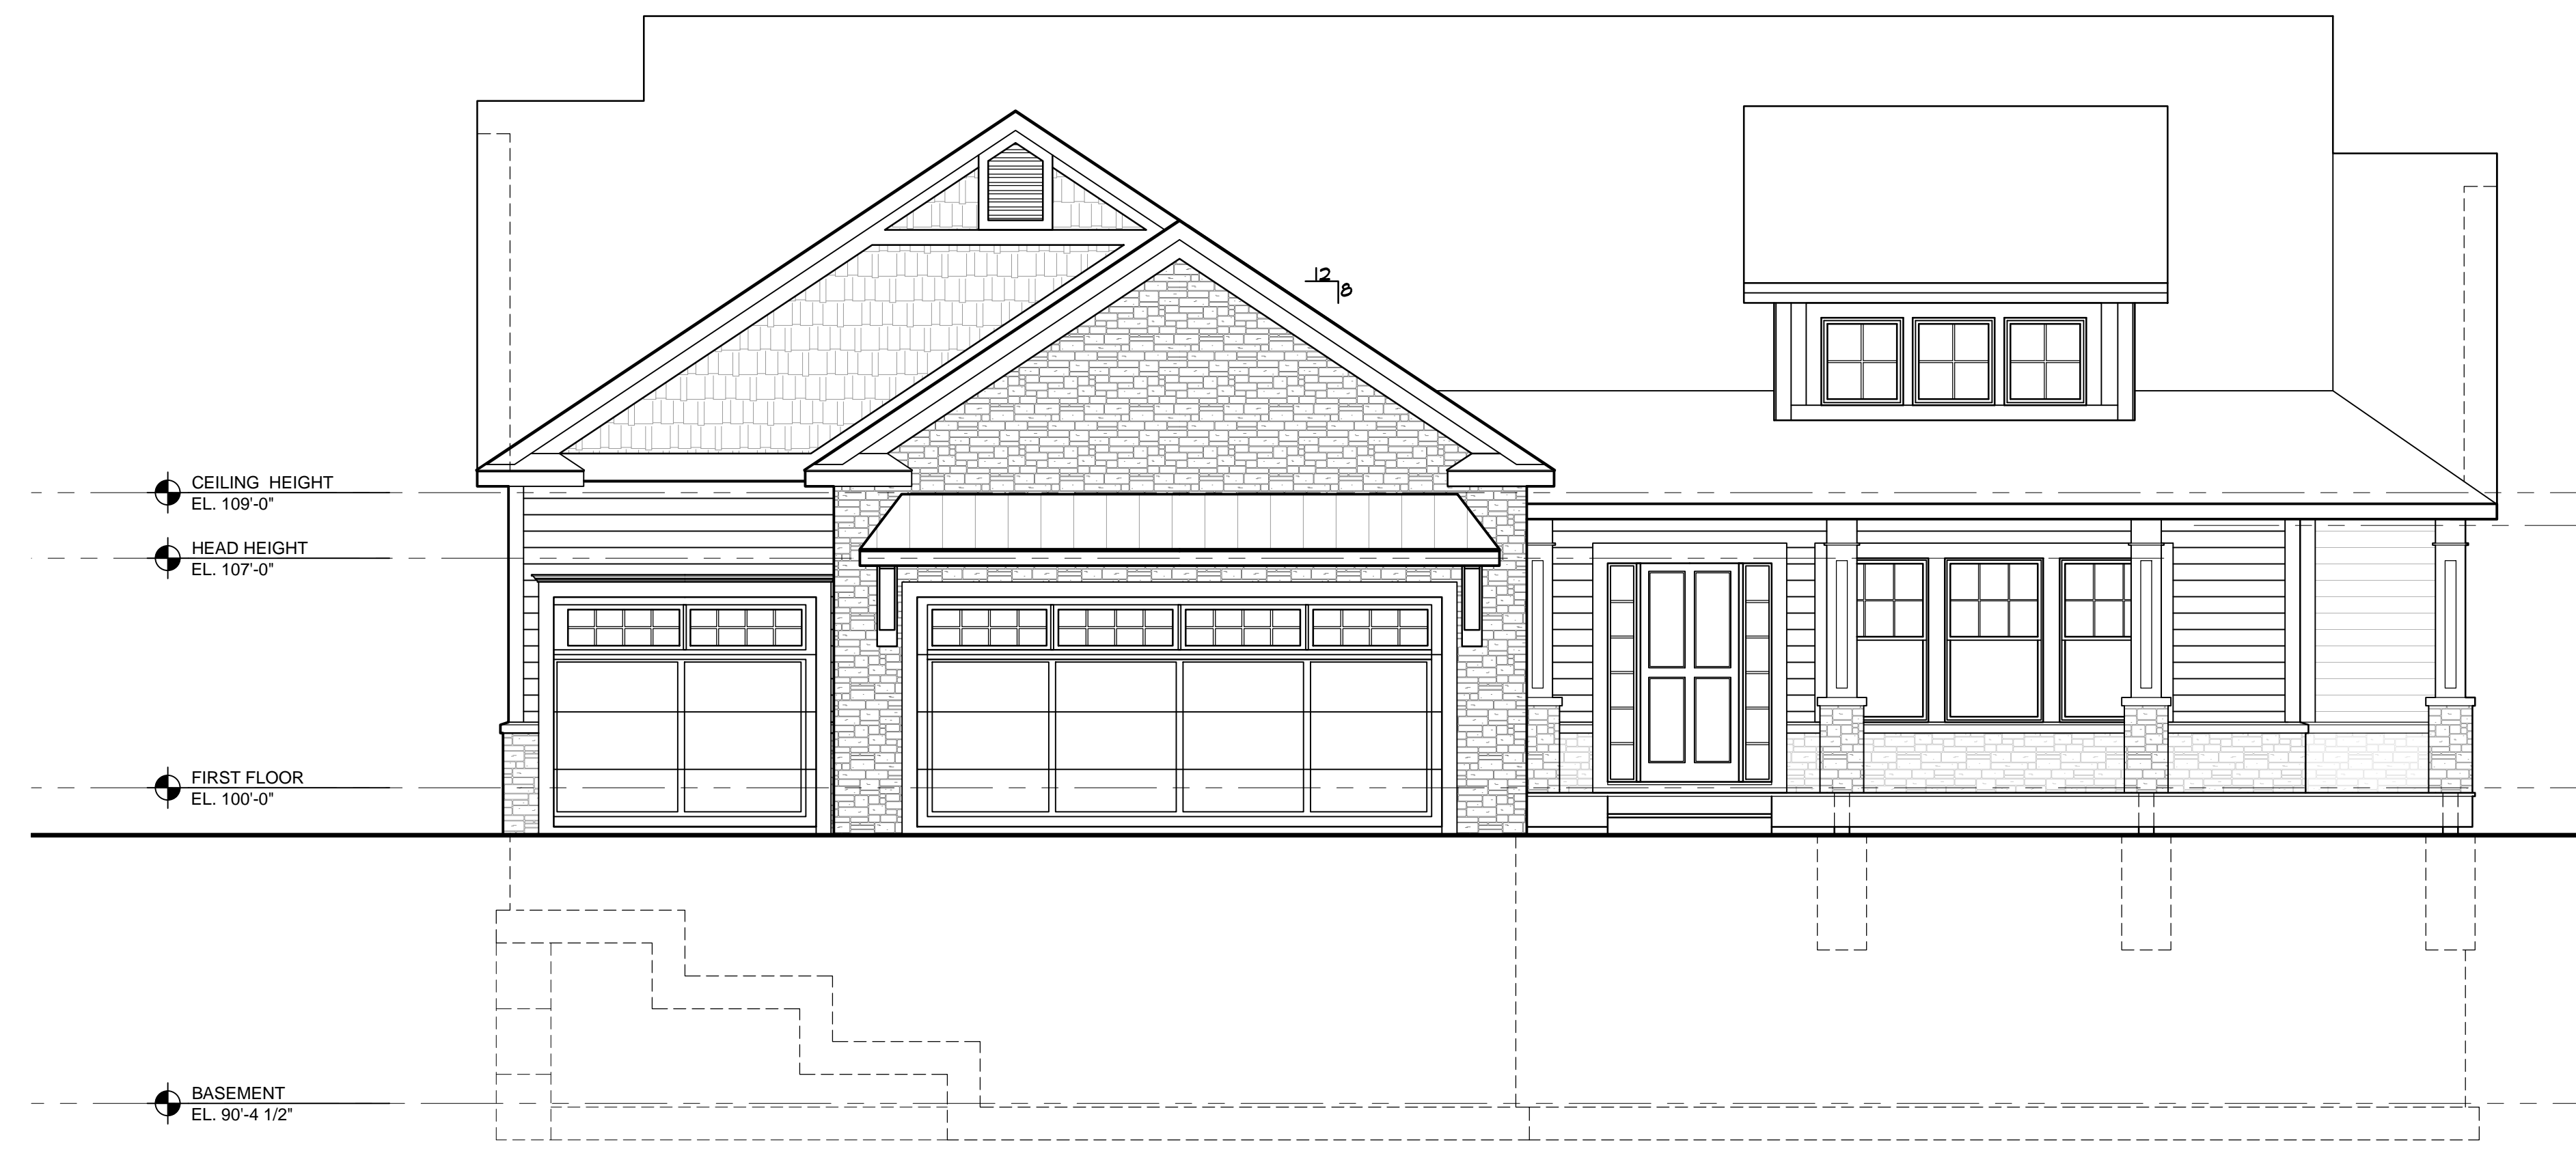 12
8
CEILING HEIGHT
EL. 109'-0"
HEAD HEIGHT
EL. 107'-0"
FIRST FLOOR
EL. 100'-0"
BASEMENT
EL. 90'-4 1/2"